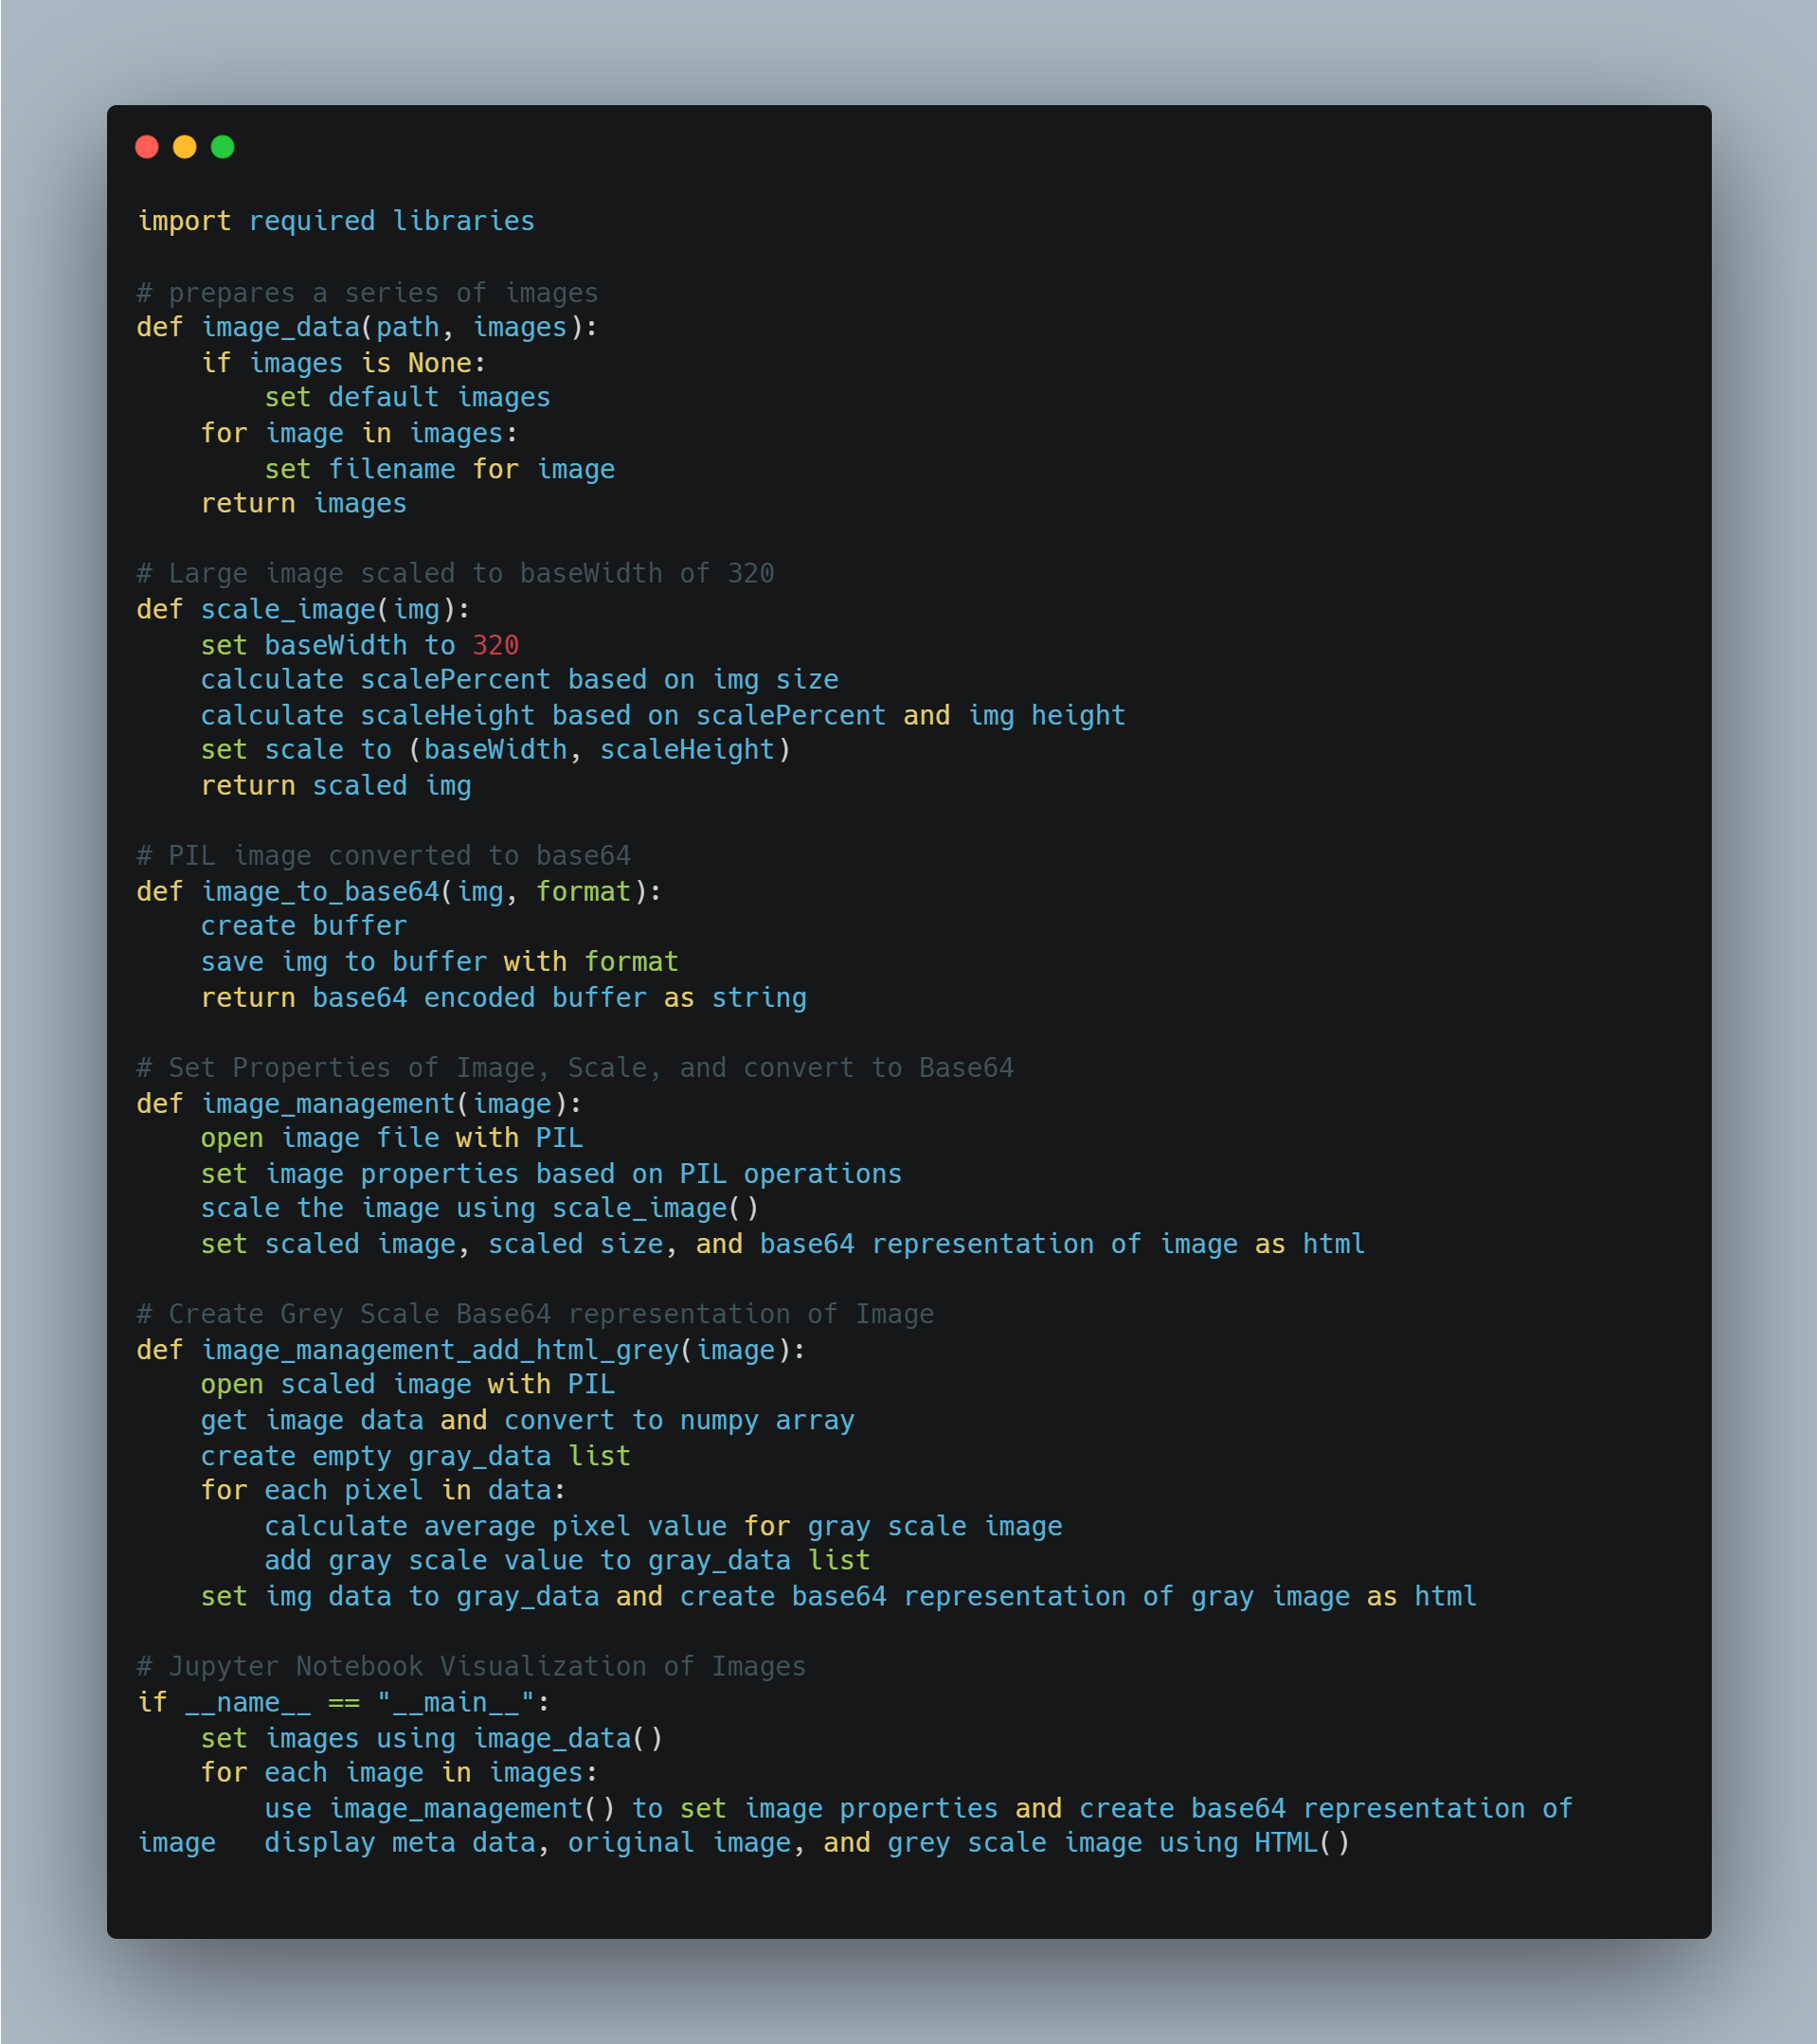 import required libraries
# prepares a series of images
def image_data(path, images):
    if images is None:
        set default images
    for image in images:
        set filename for image
    return images
# Large image scaled to baseWidth of 320
def scale_image(img):
    set baseWidth to 320
    calculate scalePercent based on img size
    calculate scaleHeight based on scalePercent and img height
    set scale to (baseWidth, scaleHeight)
    return scaled img
# PIL image converted to base64
def image_to_base64(img, format):
    create buffer
    save img to buffer with format
    return base64 encoded buffer as string
# Set Properties of Image, Scale, and convert to Base64
def image_management(image):
    open image file with PIL
    set image properties based on PIL operations
    scale the image using scale_image()
    set scaled image, scaled size, and base64 representation of image as html
# Create Grey Scale Base64 representation of Image
def image_management_add_html_grey(image):
    open scaled image with PIL
    get image data and convert to numpy array
    create empty gray_data list
    for each pixel in data:
        calculate average pixel value for gray scale image
        add gray scale value to gray_data list
    set img data to gray_data and create base64 representation of gray image as html
# Jupyter Notebook Visualization of Images
if __name__ == "__main__":
    set images using image_data()
    for each image in images:
        use image_management() to set image properties and create base64 representation of
image   display meta data, original image, and grey scale image using HTML()